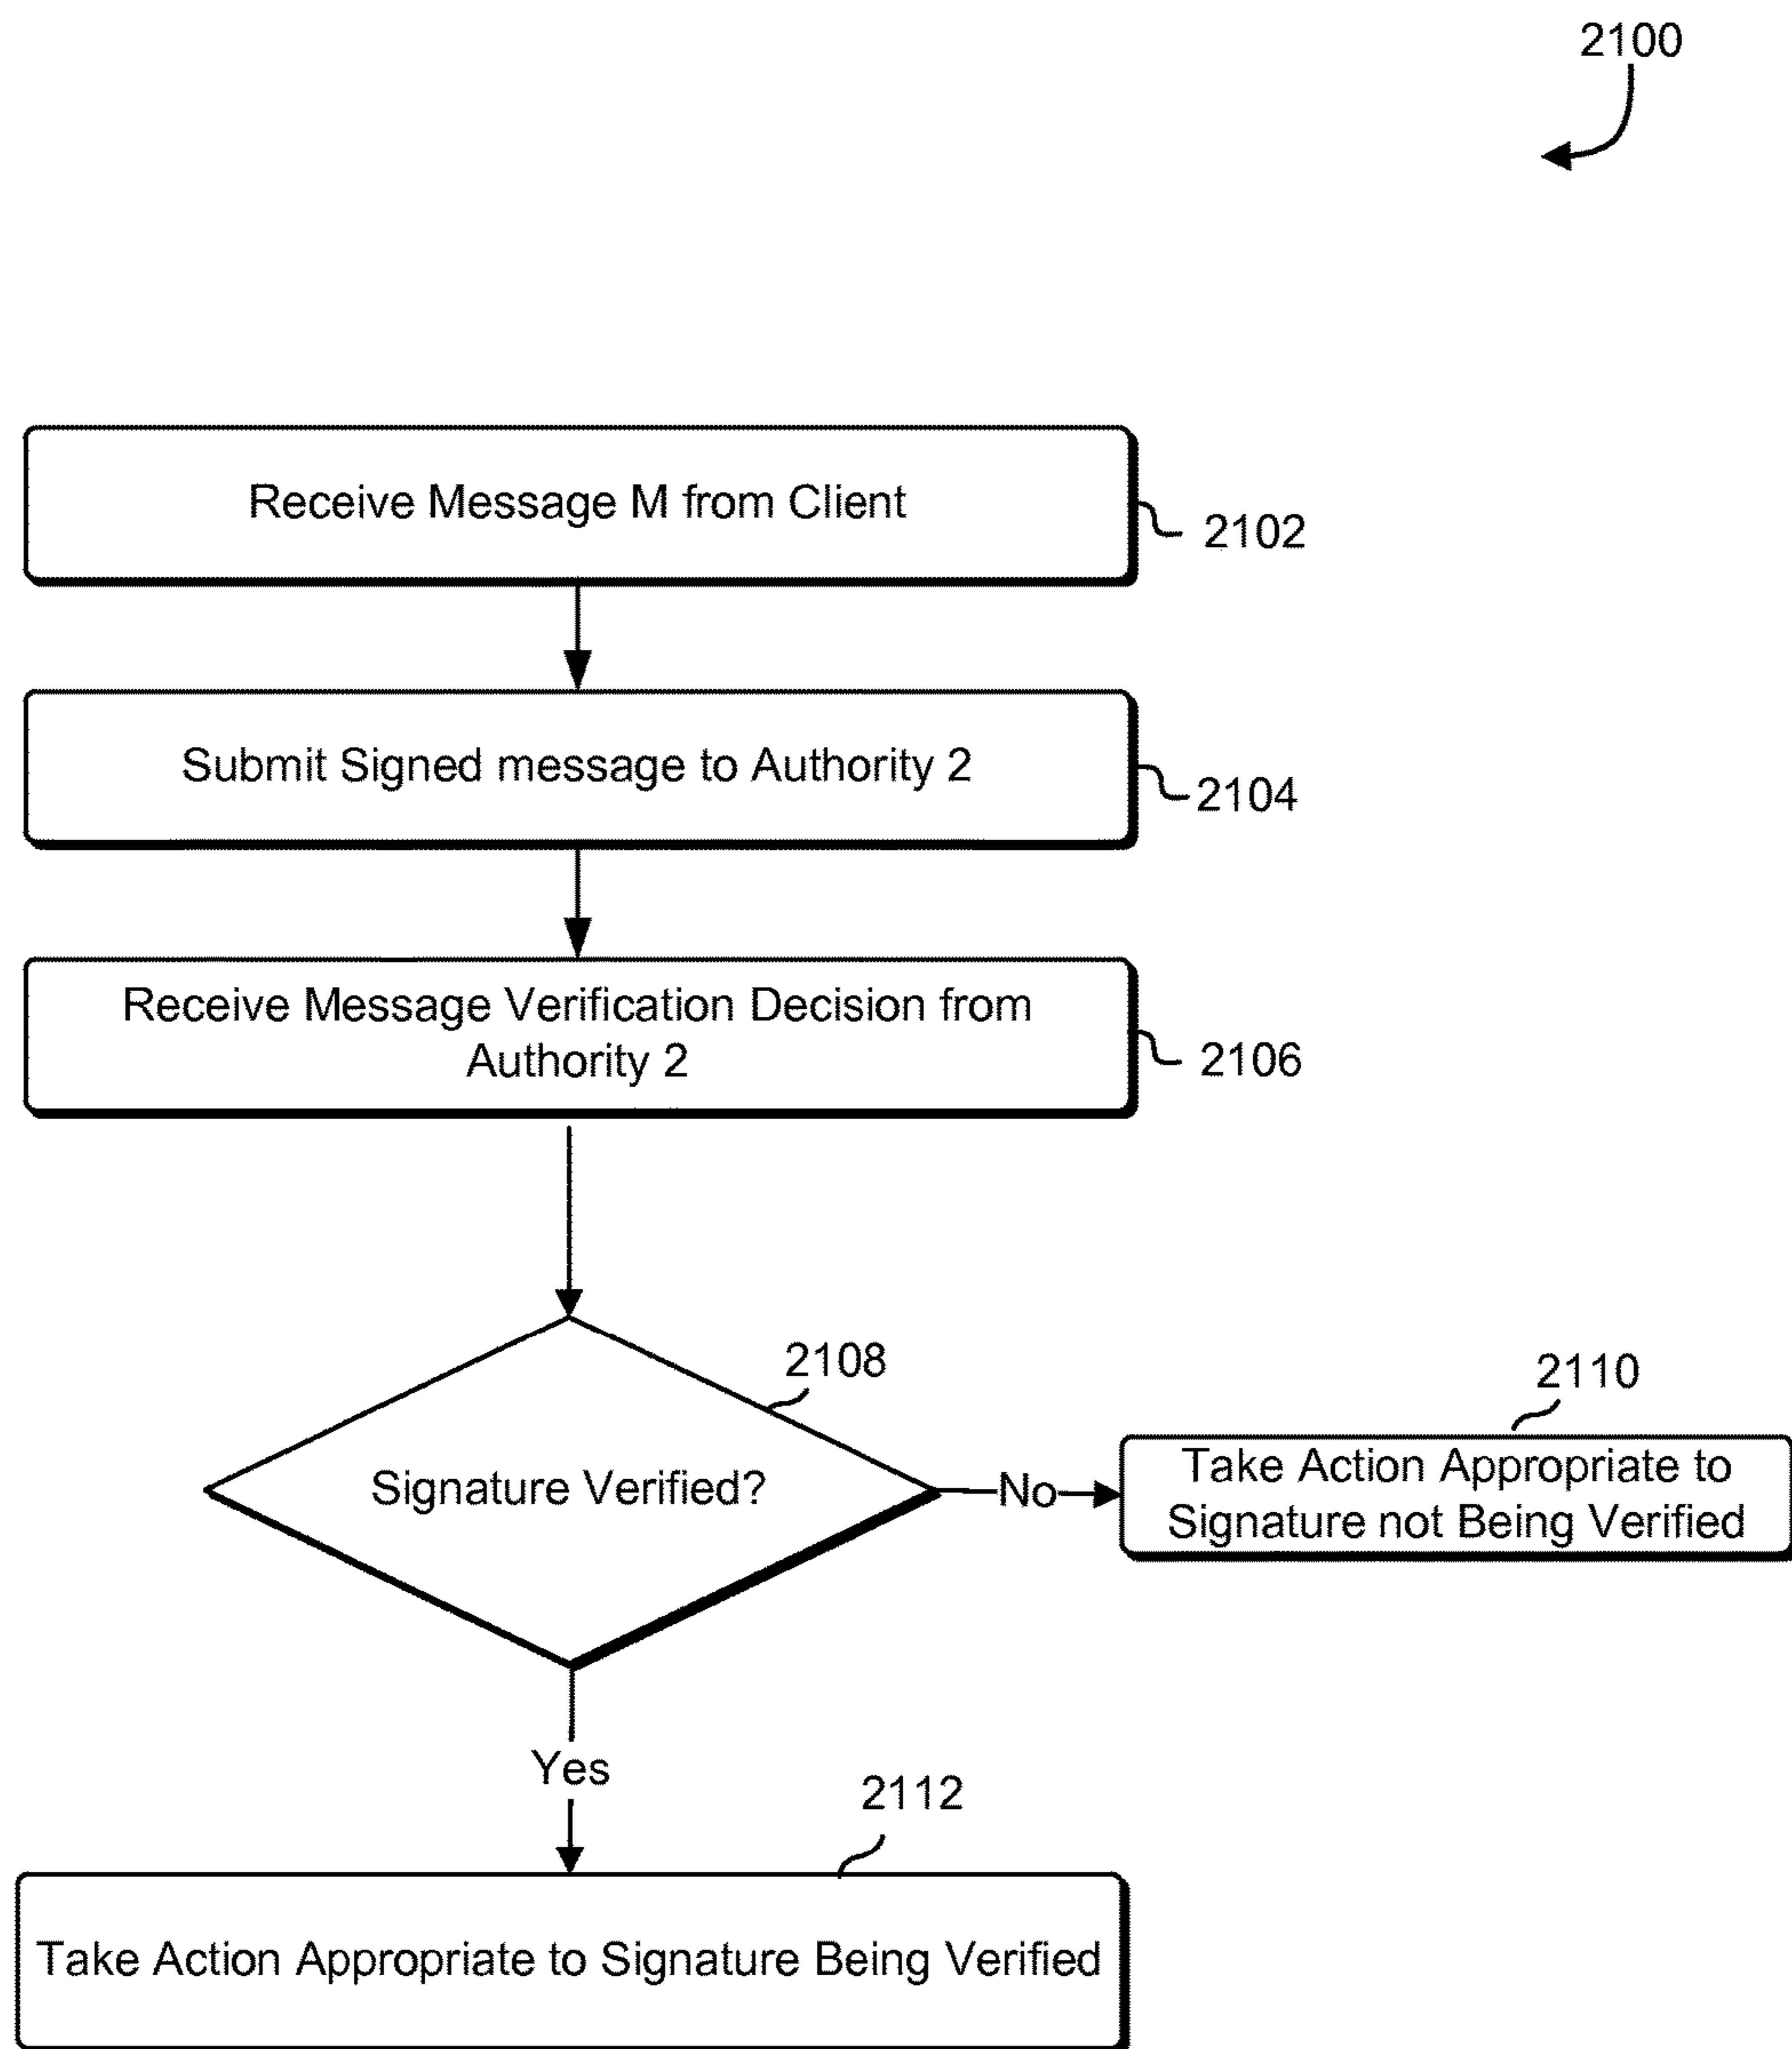 2100
Receive Message M from Client
2102
Submit Signed message to Authority 2
2104
Receive Message Verification Decision from
Authority 2
2106
2108
Signature Verified?
No
2110
Take Action Appropriate to
Signature not Being Verified
Yes
2112
Take Action Appropriate to Signature Being Verified